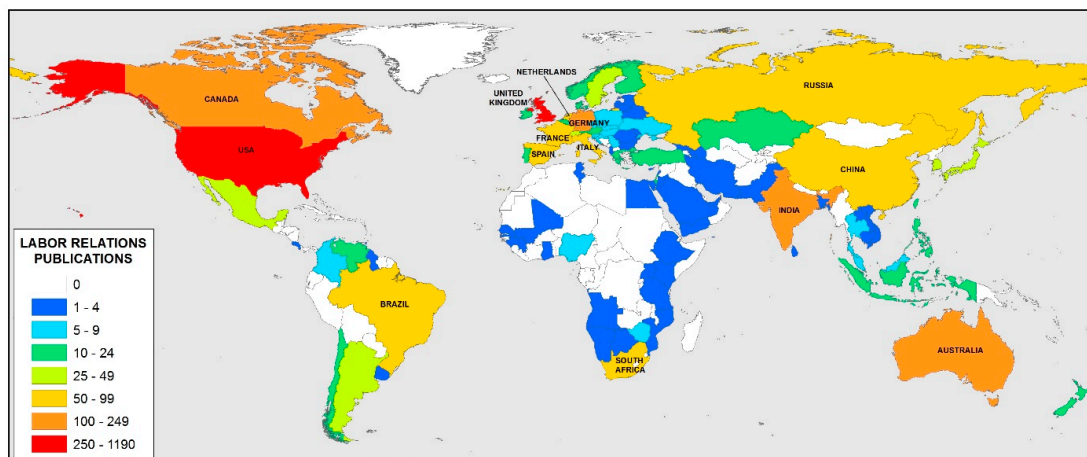 NETHERLANDS
RUSSIA
UNITED
KINGDOM
CANADA
GERMANY
FRANCE
USA
ITALY
SPAIN
CHINA
INDIA
LABOR RELATIONS
PUBLICATIONS
0
1 - 4
5 - 9
10 - 24
25 - 49
50 - 99
100 - 249
250 - 1190
BRAZIL
AUSTRALIA
SOUTH
AFRICA